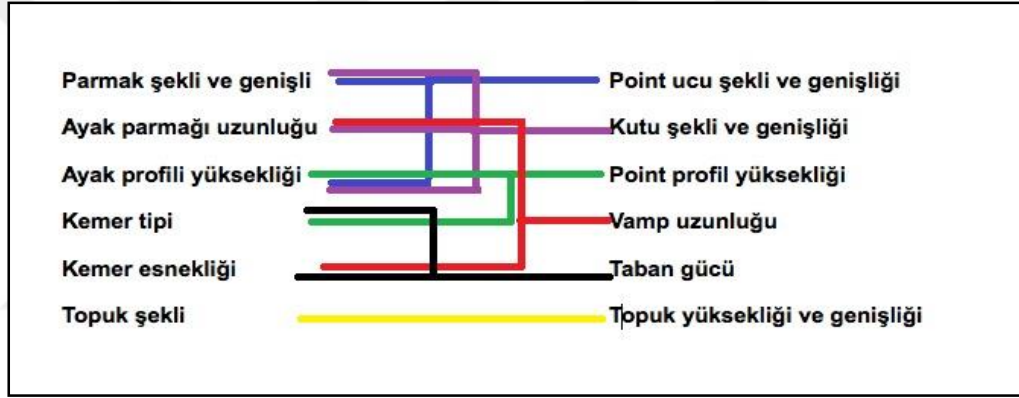 Parmak şekli ve genişli
Point ucu şekli ve genişliği
Ayak parmağı uzunluğu
Kutu şekli ve genişliği
Ayak profili yüksekliği
Point profil yüksekliği
Kemer tipi
Vamp uzunluğu
Kemer esnekliği
Taban gücü
Topuk şekli
Topuk yüksekliği ve genişliği